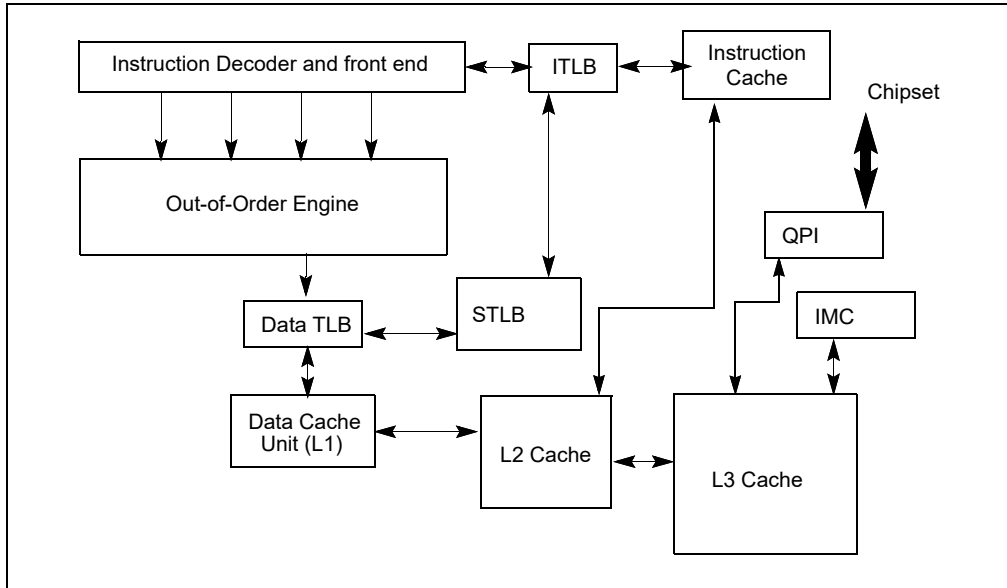 Instruction Decoder and front end
ITLB
Instruction
Cache
Chipset
Out-of-Order Engine
QPI
STLB
IMC
Data TLB
Data Cache
Unit (L1)
L2 Cache
L3 Cache